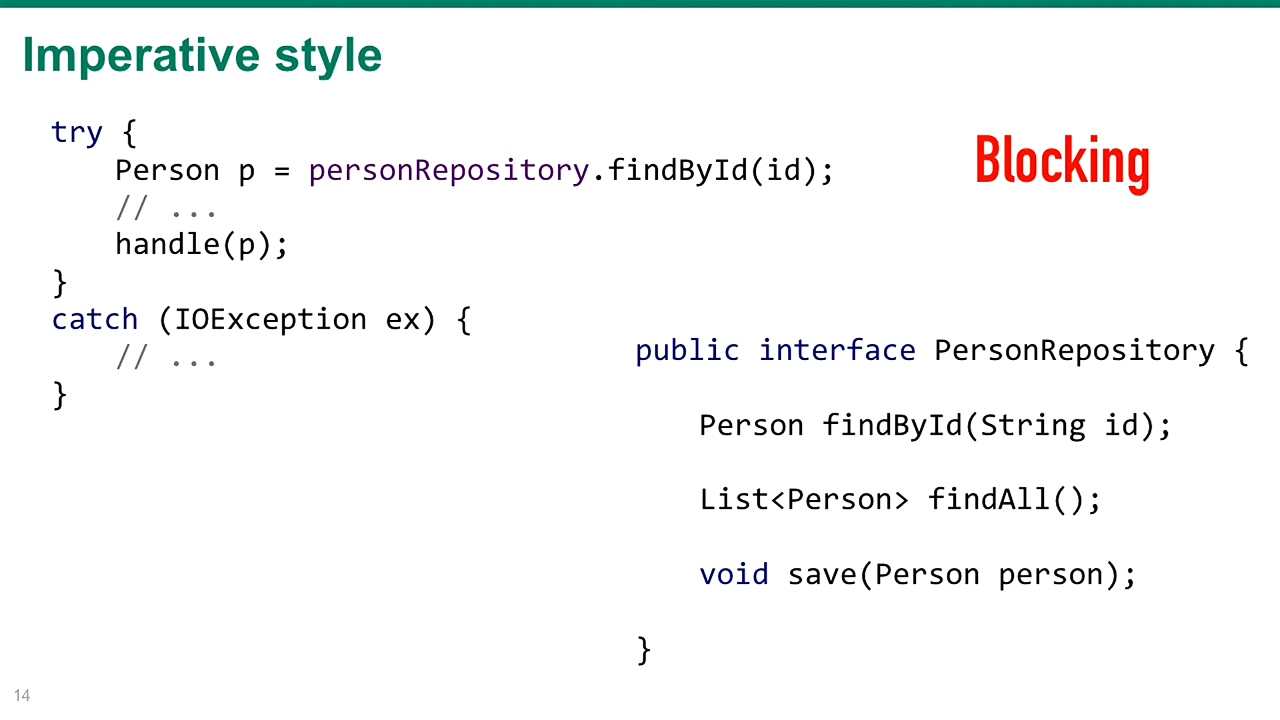 Imperative style
try {
Person p = personRepository.findById(id);
// ...
handle(p);
}
catch (IOException ex) {
// ...
}
Blocking
public interface PersonRepository {
Person findById(String id);
List<Person> findAll();
void save(Person person);
}
14